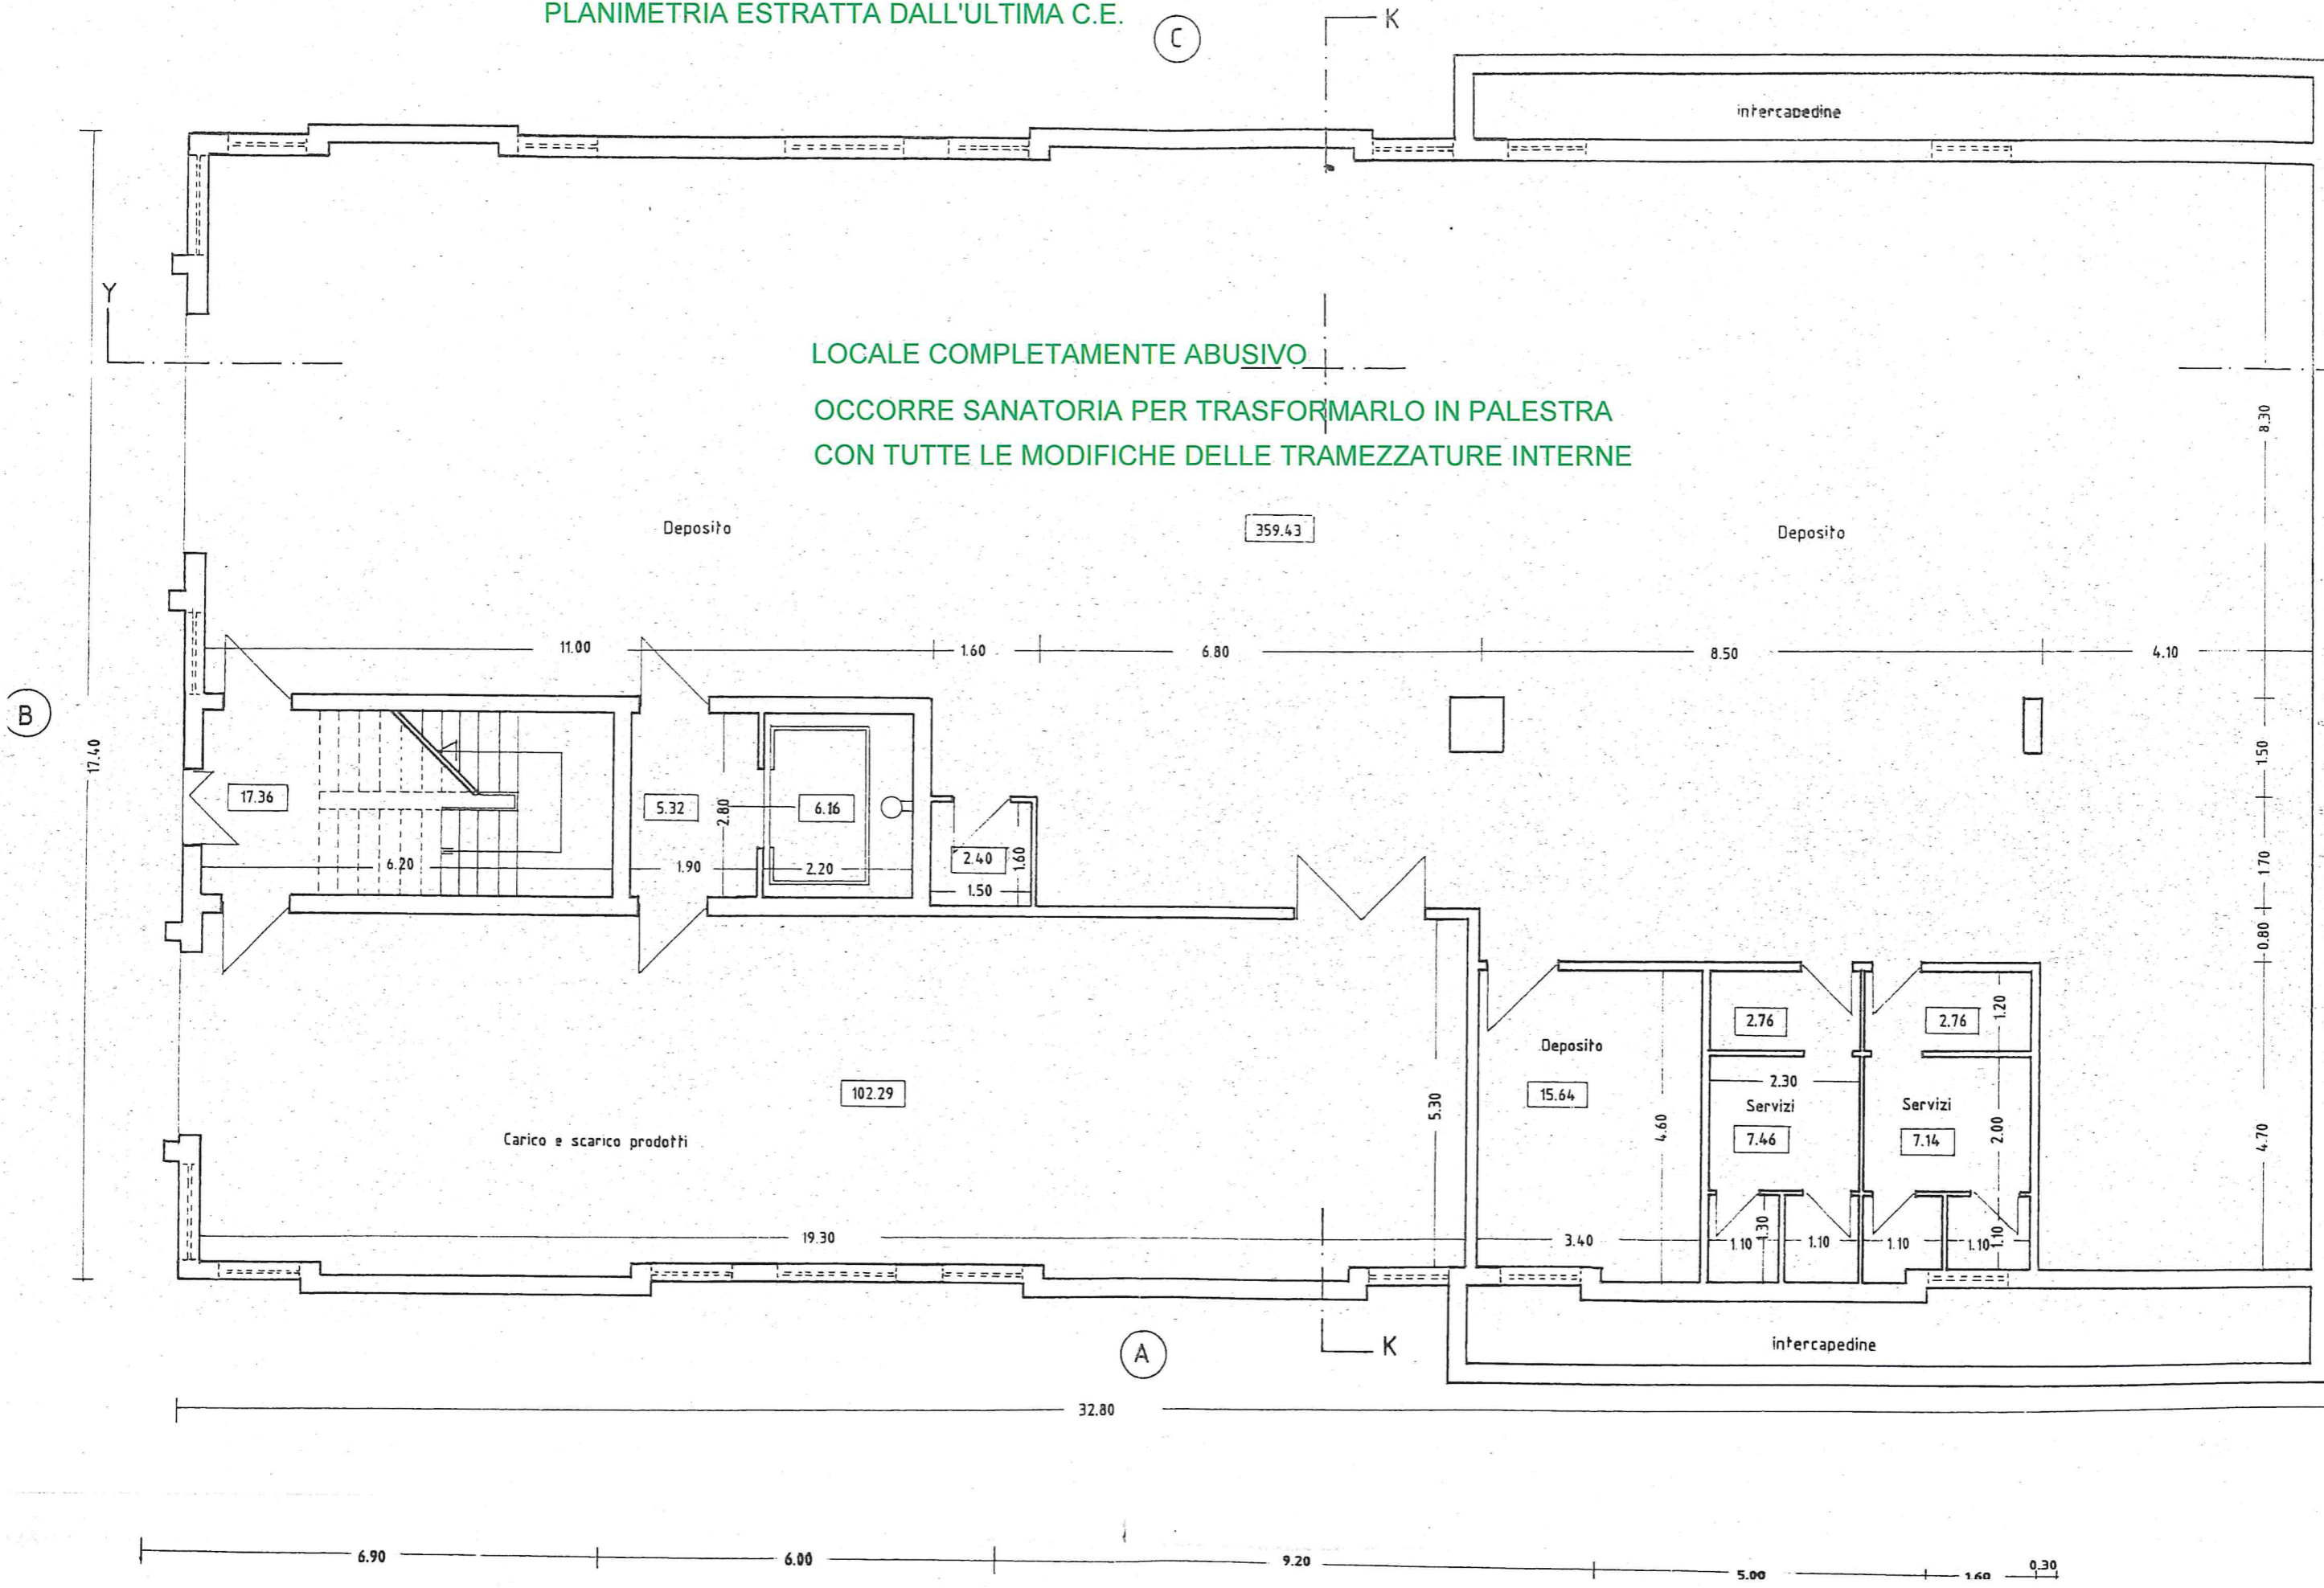 PLANIMETRIA ESTRATTA DALL'ULTIMA C.E.
C
K
intercapedine
Y
LOCALE COMPLETAMENTE ABUSIVO
OCCORRE SANATORIA PER TRASFORMARLO IN PALESTRA
CON TUTTE LE MODIFICHE DELLE TRAMEZZATURE INTERNE
8.30
Deposito
359.43
Deposito
11.00
1.60
6.80
8.50
4.10
B
17.40
1.50
17.36
5.32
2.80
6.16
6.20
1.90
2.20
2.40
1.60
1.50
1.70
0.80
2.76
2.76
1.20
Deposito
15.64
2.30
102.29
5.30
4.60
Servizi
7.46
Servizi
7.14
2.00
4.70
Carico e scarico prodotti
19.30
3.40
1.10
1.30
1.10
1.10
1.10
1.10
A
K
intercapedine
32.80
6.90
6.00
9.20
5.00
1.60
0.30